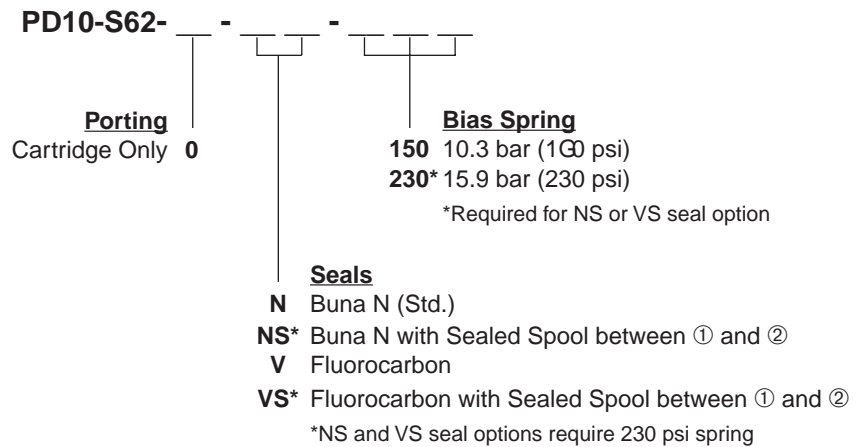 PD10-S62- __ - __ __ - __ __ __
Porting
Cartridge Only 0
Bias Spring
150 10.3 bar (1G0 psi)
230* 15.9 bar (230 psi)
*Required for NS or VS seal option
Seals
N Buna N (Std.)
NS* Buna N with Sealed Spool between ① and ②
V Fluorocarbon
VS* Fluorocarbon with Sealed Spool between ① and ②
*NS and VS seal options require 230 psi spring